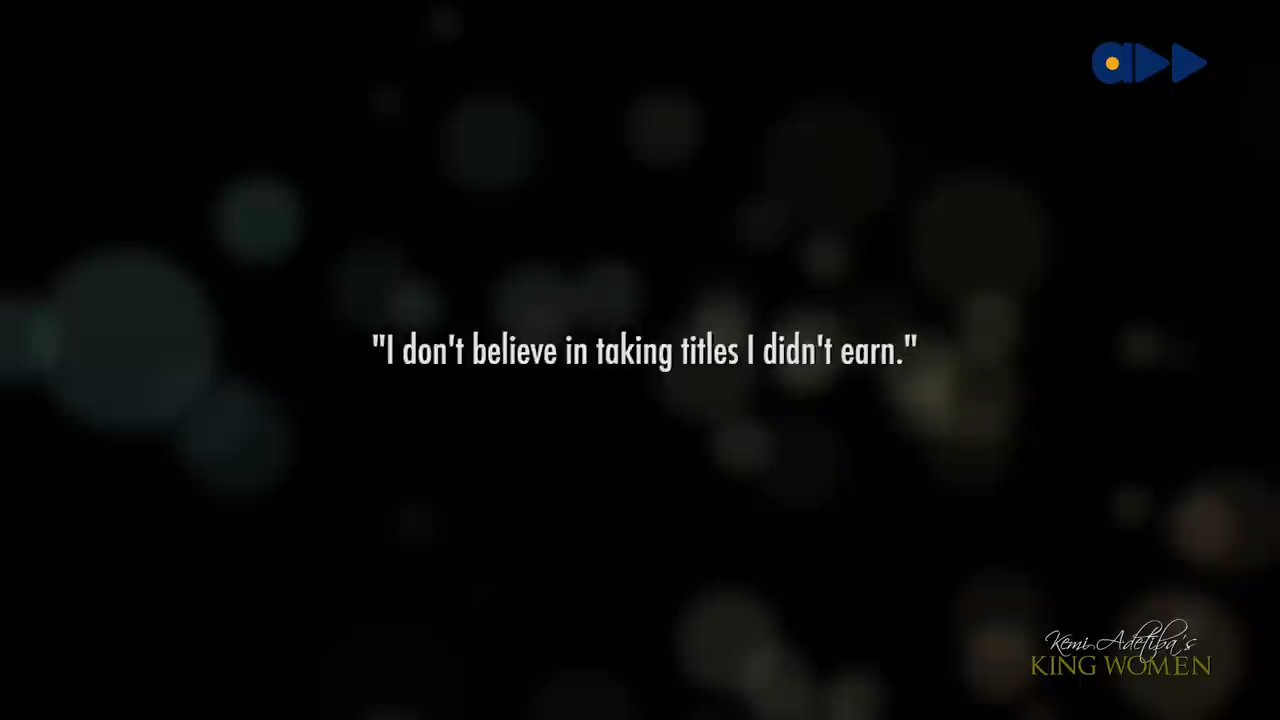 "I don't believe in taking titles I didn't earn."
Kemi Adetiba's
KING WOMEN